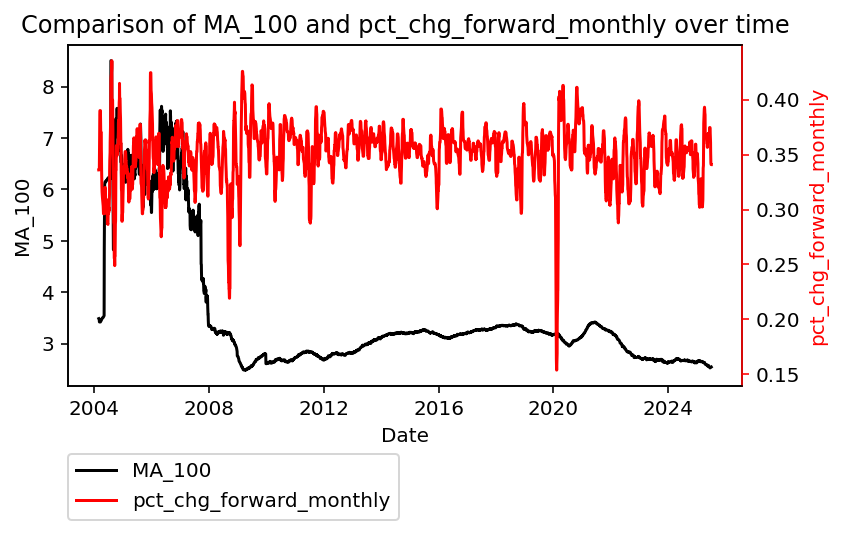 Comparison of MA_100 and pct_chg_forward_monthly over time
8
7
6
5
4
3
MA_100
0.40
0.35
0.30
0.25
0.20
0.15
pct_chg_forward_monthly
2004 2008 2012 2016 2020 2024
Date
MA_100
pct_chg_forward_monthly